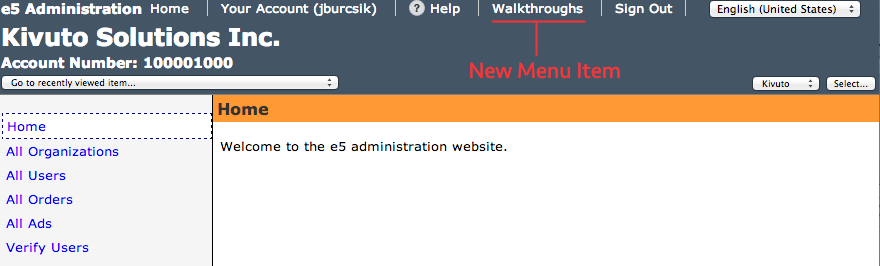 e5 Administration Home Your Account (jburcsik) ? Help Walkthroughs Sign Out English (United States)
Kivuto Solutions Inc.
Account Number: 100001000
New Menu Item
Go to recently viewed item... Kivuto Select...
Home
Home
All Organizations
Welcome to the e5 administration website.
All Users
All Orders
All Ads
Verify Users